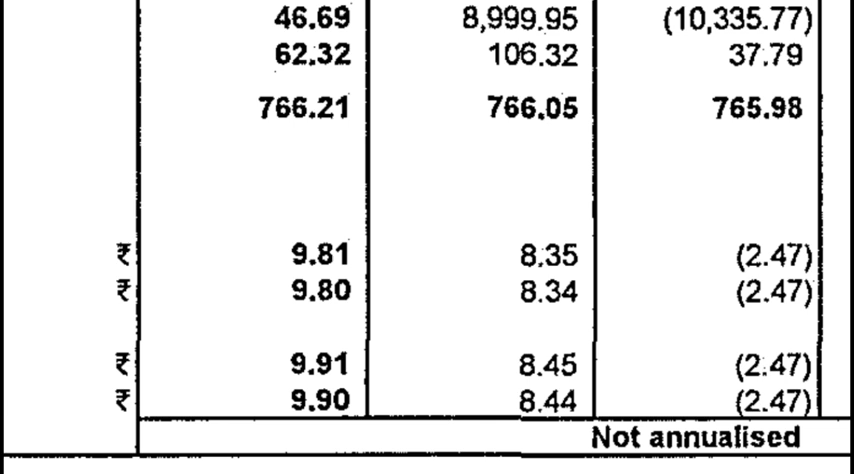 46.69 8,999.95 (10,335.77)
62.32 106.32 37.79
766.21 766.05 765.98
₹ 9.81 8.35 (2.47)
₹ 9.80 8.34 (2.47)
₹ 9.91 8.45 (2.47)
₹ 9.90 8.44 (2.47)
Not annualised